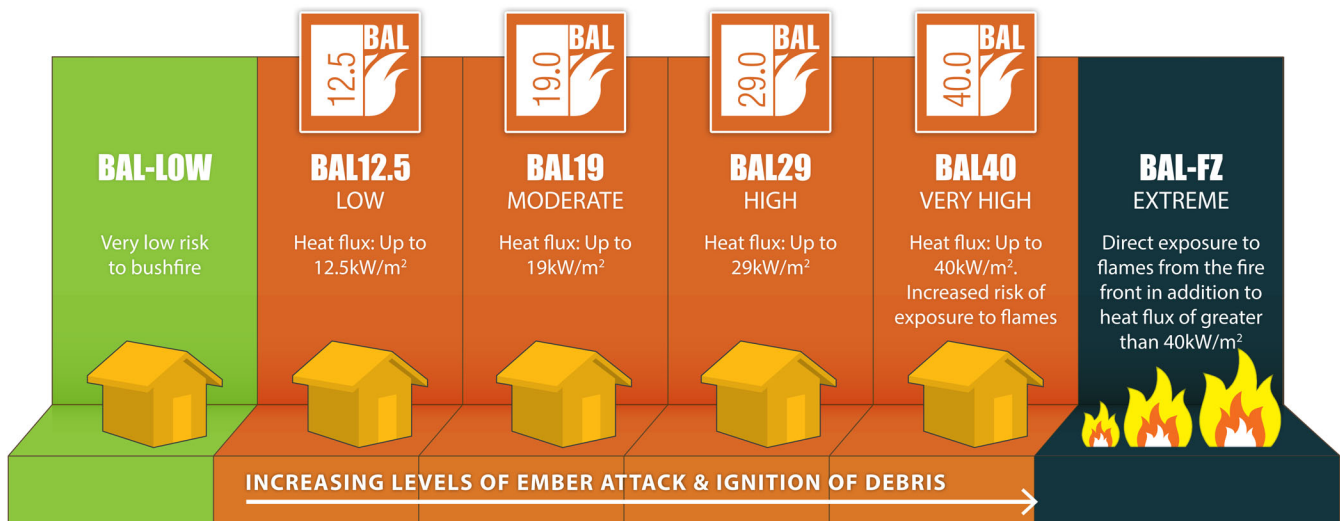 BAL-LOW
Very low risk
to bushfire
12.5
BAL
BAL12.5
LOW
Heat flux: Up to
12.5kW/m²
19.0
BAL
BAL19
MODERATE
Heat flux: Up to
19kW/m²
29.0
BAL
BAL29
HIGH
Heat flux: Up to
29kW/m²
40.0
BAL
BAL40
VERY HIGH
Heat flux: Up to
40kW/m².
Increased risk of
exposure to flames
BAL-FZ
EXTREME
Direct exposure to
flames from the fire
front in addition to
heat flux of greater
than 40kW/m²
INCREASING LEVELS OF EMBER ATTACK & IGNITION OF DEBRIS